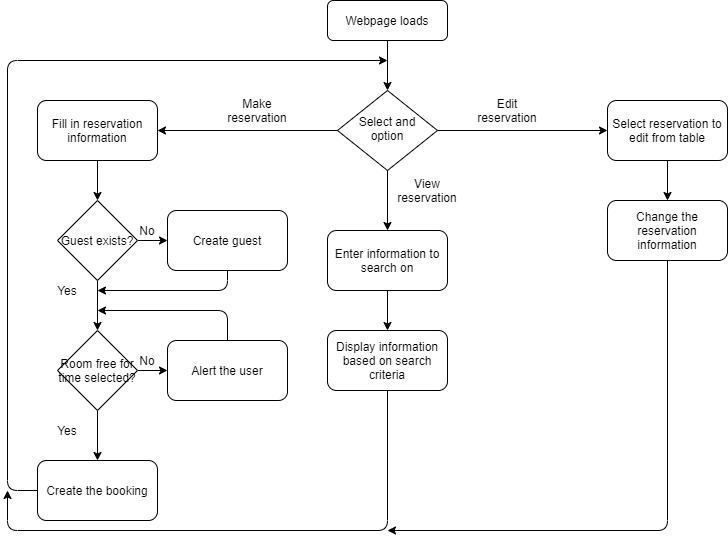 Webpage loads
Make
reservation
Edit
reservation
Fill in reservation
information
Select and
option
Select reservation to
edit from table
View
reservation
Guest exists?
No
Create guest
Enter information to
search on
Change the
reservation
information
Yes
Room free for
time selected?
No
Alert the user
Display information
based on search
criteria
Yes
Create the booking